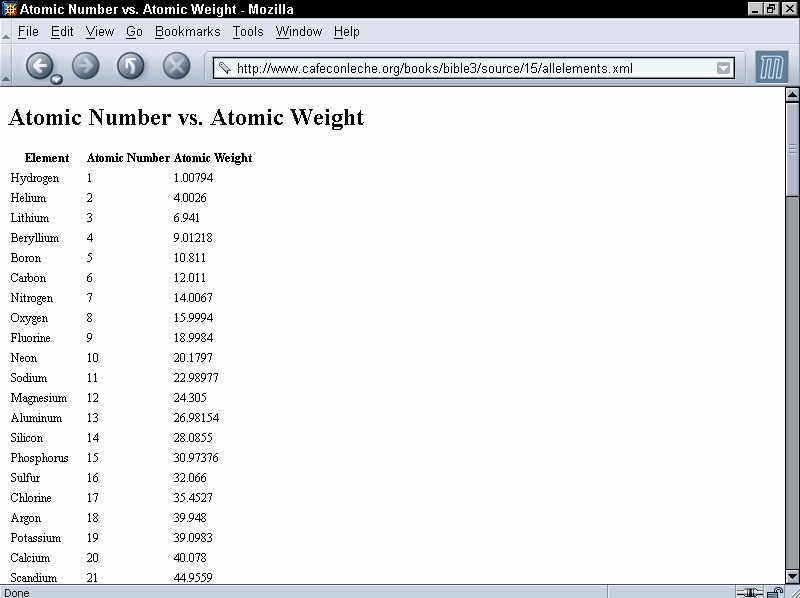 Atomic Number vs. Atomic Weight - Mozilla
File Edit View Go Bookmarks Tools Window Help
http://www.cafeconleche.org/books/bible3/source/15/allelements.xml
Atomic Number vs. Atomic Weight
Element Atomic Number Atomic Weight
Hydrogen 1 1.00794
Helium 2 4.0026
Lithium 3 6.941
Beryllium 4 9.01218
Boron 5 10.811
Carbon 6 12.011
Nitrogen 7 14.0067
Oxygen 8 15.9994
Fluorine 9 18.9984
Neon 10 20.1797
Sodium 11 22.98977
Magnesium 12 24.305
Aluminum 13 26.98154
Silicon 14 28.0855
Phosphorus 15 30.97376
Sulfur 16 32.066
Chlorine 17 35.4527
Argon 18 39.948
Potassium 19 39.0983
Calcium 20 40.078
Scandium 21 44.9559
Done